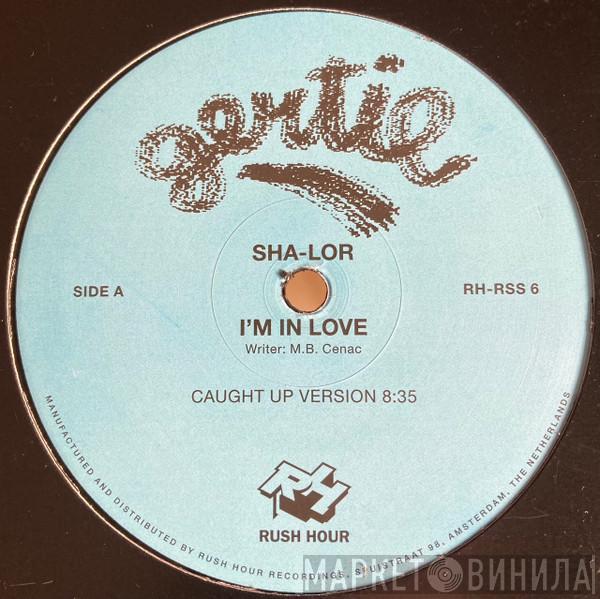 gertie
SHA-LOR
SIDE A
RH-RSS 6
I'M IN LOVE
Writer: M.B. Cenac
CAUGHT UP VERSION 8:35
RH
RUSH HOUR
MANUFACTURED AND DISTRIBUTED BY RUSH HOUR RECORDINGS, SPUISTRAAT 98, AMSTERDAM, THE NETHERLANDS
МАРКЕТ ВИНИЛА